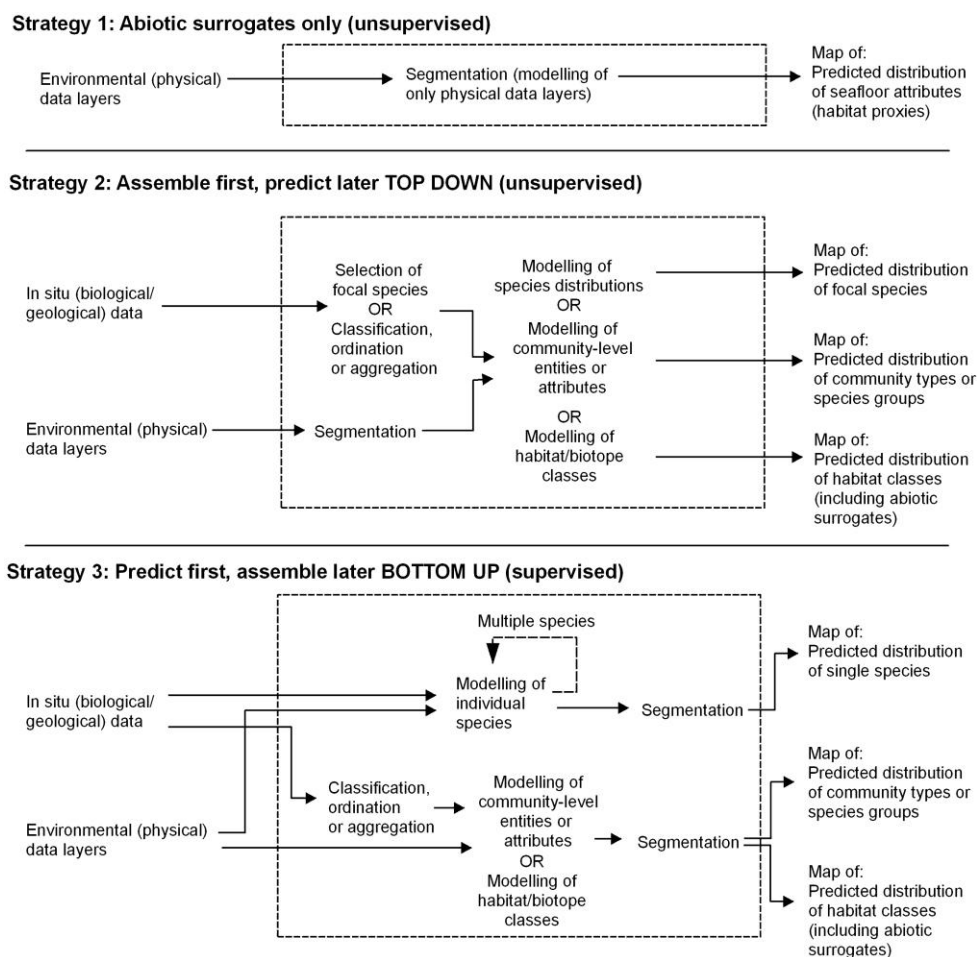 Strategy 1: Abiotic surrogates only (unsupervised)
Environmental (physical)
data layers
Segmentation (modelling of
only physical data layers)
Map of:
Predicted distribution
of seafloor attributes
(habitat proxies)
Strategy 2: Assemble first, predict later TOP DOWN (unsupervised)
In situ (biological/
geological) data
Environmental (physical)
data layers
Selection of
focal species
OR
Classification,
ordination
or aggregation
Segmentation
Modelling of
species distributions
OR
Modelling of
community-level
entities or
attributes
OR
Modelling of
habitat/biotope
classes
Map of:
Predicted distribution
of focal species
Map of:
Predicted distribution
of community types or
species groups
Map of:
Predicted distribution
of habitat classes
(including abiotic
surrogates)
Strategy 3: Predict first, assemble later BOTTOM UP (supervised)
In situ (biological/
geological) data
Environmental (physical)
data layers
Multiple species
Modelling of
individual
species
Segmentation
Classification,
ordination
or aggregation
Modelling of
community-level
entities or
attributes
OR
Modelling of
habitat/biotope
classes
Segmentation
Map of:
Predicted distribution
of single species
Map of:
Predicted distribution
of community types or
species groups
Map of:
Predicted distribution
of habitat classes
(including abiotic
surrogates)